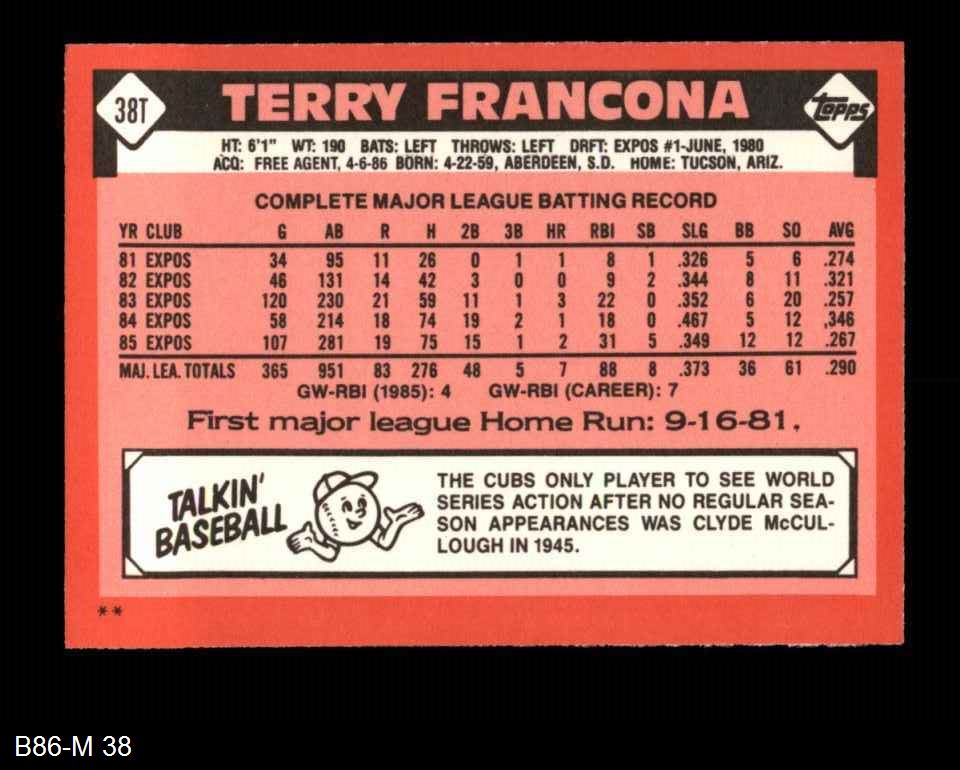 38T
TERRY FRANCONA
Topps
HT: 6'1" WT: 190 BATS: LEFT THROWS: LEFT DRFT: EXPOS #1-JUNE, 1980
ACQ: FREE AGENT, 4-6-86 BORN: 4-22-59, ABERDEEN, S.D. HOME: TUCSON, ARIZ.
COMPLETE MAJOR LEAGUE BATTING RECORD
YR CLUB G AB R H 2B 3B HR RBI SB SLG BB SO AVG
81 EXPOS 34 95 11 26 0 1 1 8 1 .326 5 6 .274
82 EXPOS 46 131 14 42 3 0 0 9 2 .344 8 11 .321
83 EXPOS 120 230 21 59 11 1 3 22 0 .352 6 20 .257
84 EXPOS 58 214 18 74 19 2 1 18 0 .467 5 12 .346
85 EXPOS 107 281 19 75 15 1 2 31 5 .349 12 12 .267
MAJ. LEA. TOTALS 365 951 83 276 48 5 7 88 8 .373 36 61 .290
GW-RBI (1985): 4 GW-RBI (CAREER): 7
First major league Home Run: 9-16-81.
TALKIN'
BASEBALL
THE CUBS ONLY PLAYER TO SEE WORLD
SERIES ACTION AFTER NO REGULAR SEA-
SON APPEARANCES WAS CLYDE McCUL-
LOUGH IN 1945.
**
B86-M 38